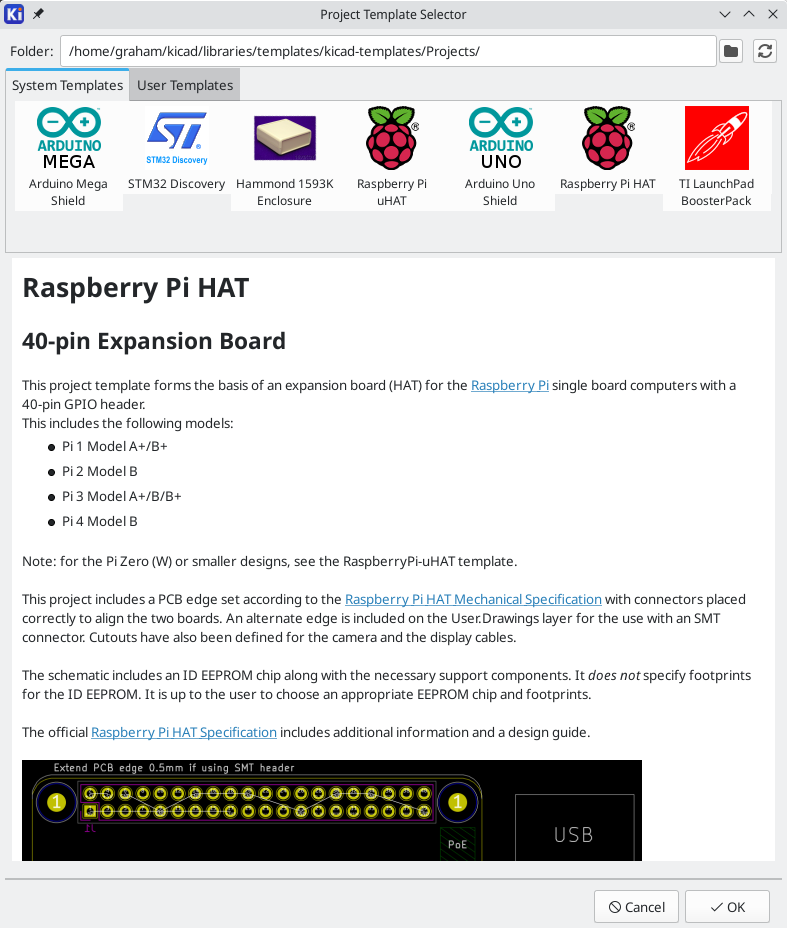 Ki
Project Template Selector
Folder:
/home/graham/kicad/libraries/templates/kicad-templates/Projects/
System Templates
User Templates
ARDUINO
MEGA
Arduino Mega
Shield
STM32 Discovery
STM32 Discovery
Hammond 1593K
Enclosure
Raspberry Pi
uHAT
ARDUINO
UNO
Arduino Uno
Shield
Raspberry Pi HAT
TI LaunchPad
BoosterPack
Raspberry Pi HAT
40-pin Expansion Board
This project template forms the basis of an expansion board (HAT) for the Raspberry Pi single board computers with a
40-pin GPIO header.
This includes the following models:
Pi 1 Model A+/B+
Pi 2 Model B
Pi 3 Model A+/B/B+
Pi 4 Model B
Note: for the Pi Zero (W) or smaller designs, see the RaspberryPi-uHAT template.
This project includes a PCB edge set according to the Raspberry Pi HAT Mechanical Specification with connectors placed
correctly to align the two boards. An alternate edge is included on the User.Drawings layer for the use with an SMT
connector. Cutouts have also been defined for the camera and the display cables.
The schematic includes an ID EEPROM chip along with the necessary support components. It does not specify footprints
for the ID EEPROM. It is up to the user to choose an appropriate EEPROM chip and footprints.
The official Raspberry Pi HAT Specification includes additional information and a design guide.
Extend PCB edge 0.5mm if using SMT header
1
1
PoE
USB
Cancel
OK